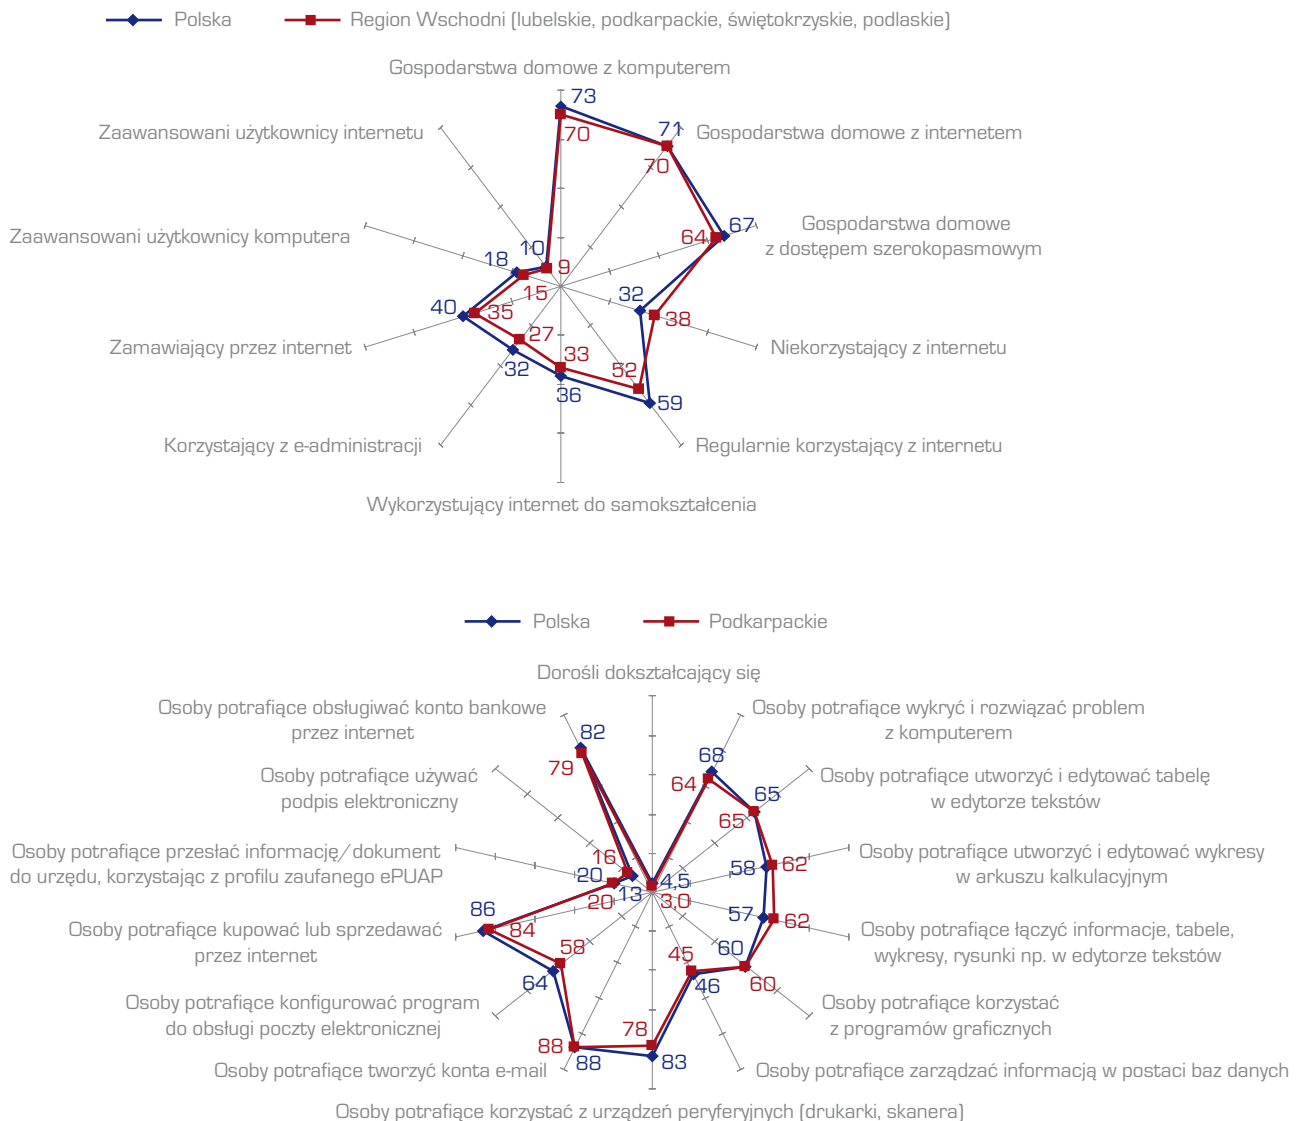 Polska
Region Wschodni (lubelskie, podkarpackie, świętokrzyskie, podlaskie)
Gospodarstwa domowe z komputerem
73
70
Zaawansowani użytkownicy internetu
71
Gospodarstwa domowe z internetem
70
Zaawansowani użytkownicy komputera
67
64
Gospodarstwa domowe
z dostępem szerokopasmowym
18
10
9
15
32
38
40
35
Zamawiający przez internet
Niekorzystający z internetu
27
32
33
36
52
59
Korzystający z e-administracji
Regularnie korzystający z internetu
Wykorzystujący internet do samokształcenia
Polska
Podkarpackie
Dorośli dokształcający się
Osoby potrafiące obsługiwać konto bankowe
przez internet
82
79
Osoby potrafiące wykryć i rozwiązać problem
z komputerem
68
64
Osoby potrafiące używać
podpis elektroniczny
Osoby potrafiące utworzyć i edytować tabelę
w edytorze tekstów
65
65
Osoby potrafiące przesłać informację/dokument
do urzędu, korzystając z profilu zaufanego ePUAP
16
20
13
20
4,5
3,0
58
62
Osoby potrafiące utworzyć i edytować wykresy
w arkuszu kalkulacyjnym
86
84
Osoby potrafiące kupować lub sprzedawać
przez internet
57
62
Osoby potrafiące łączyć informacje, tabele,
wykresy, rysunki np. w edytorze tekstów
58
64
Osoby potrafiące konfigurować program
do obsługi poczty elektronicznej
60
60
Osoby potrafiące korzystać
z programów graficznych
45
46
88
88
78
83
Osoby potrafiące tworzyć konta e-mail
Osoby potrafiące zarządzać informacją w postaci baz danych
Osoby potrafiące korzystać z urządzeń peryferyjnych (drukarki, skanera)